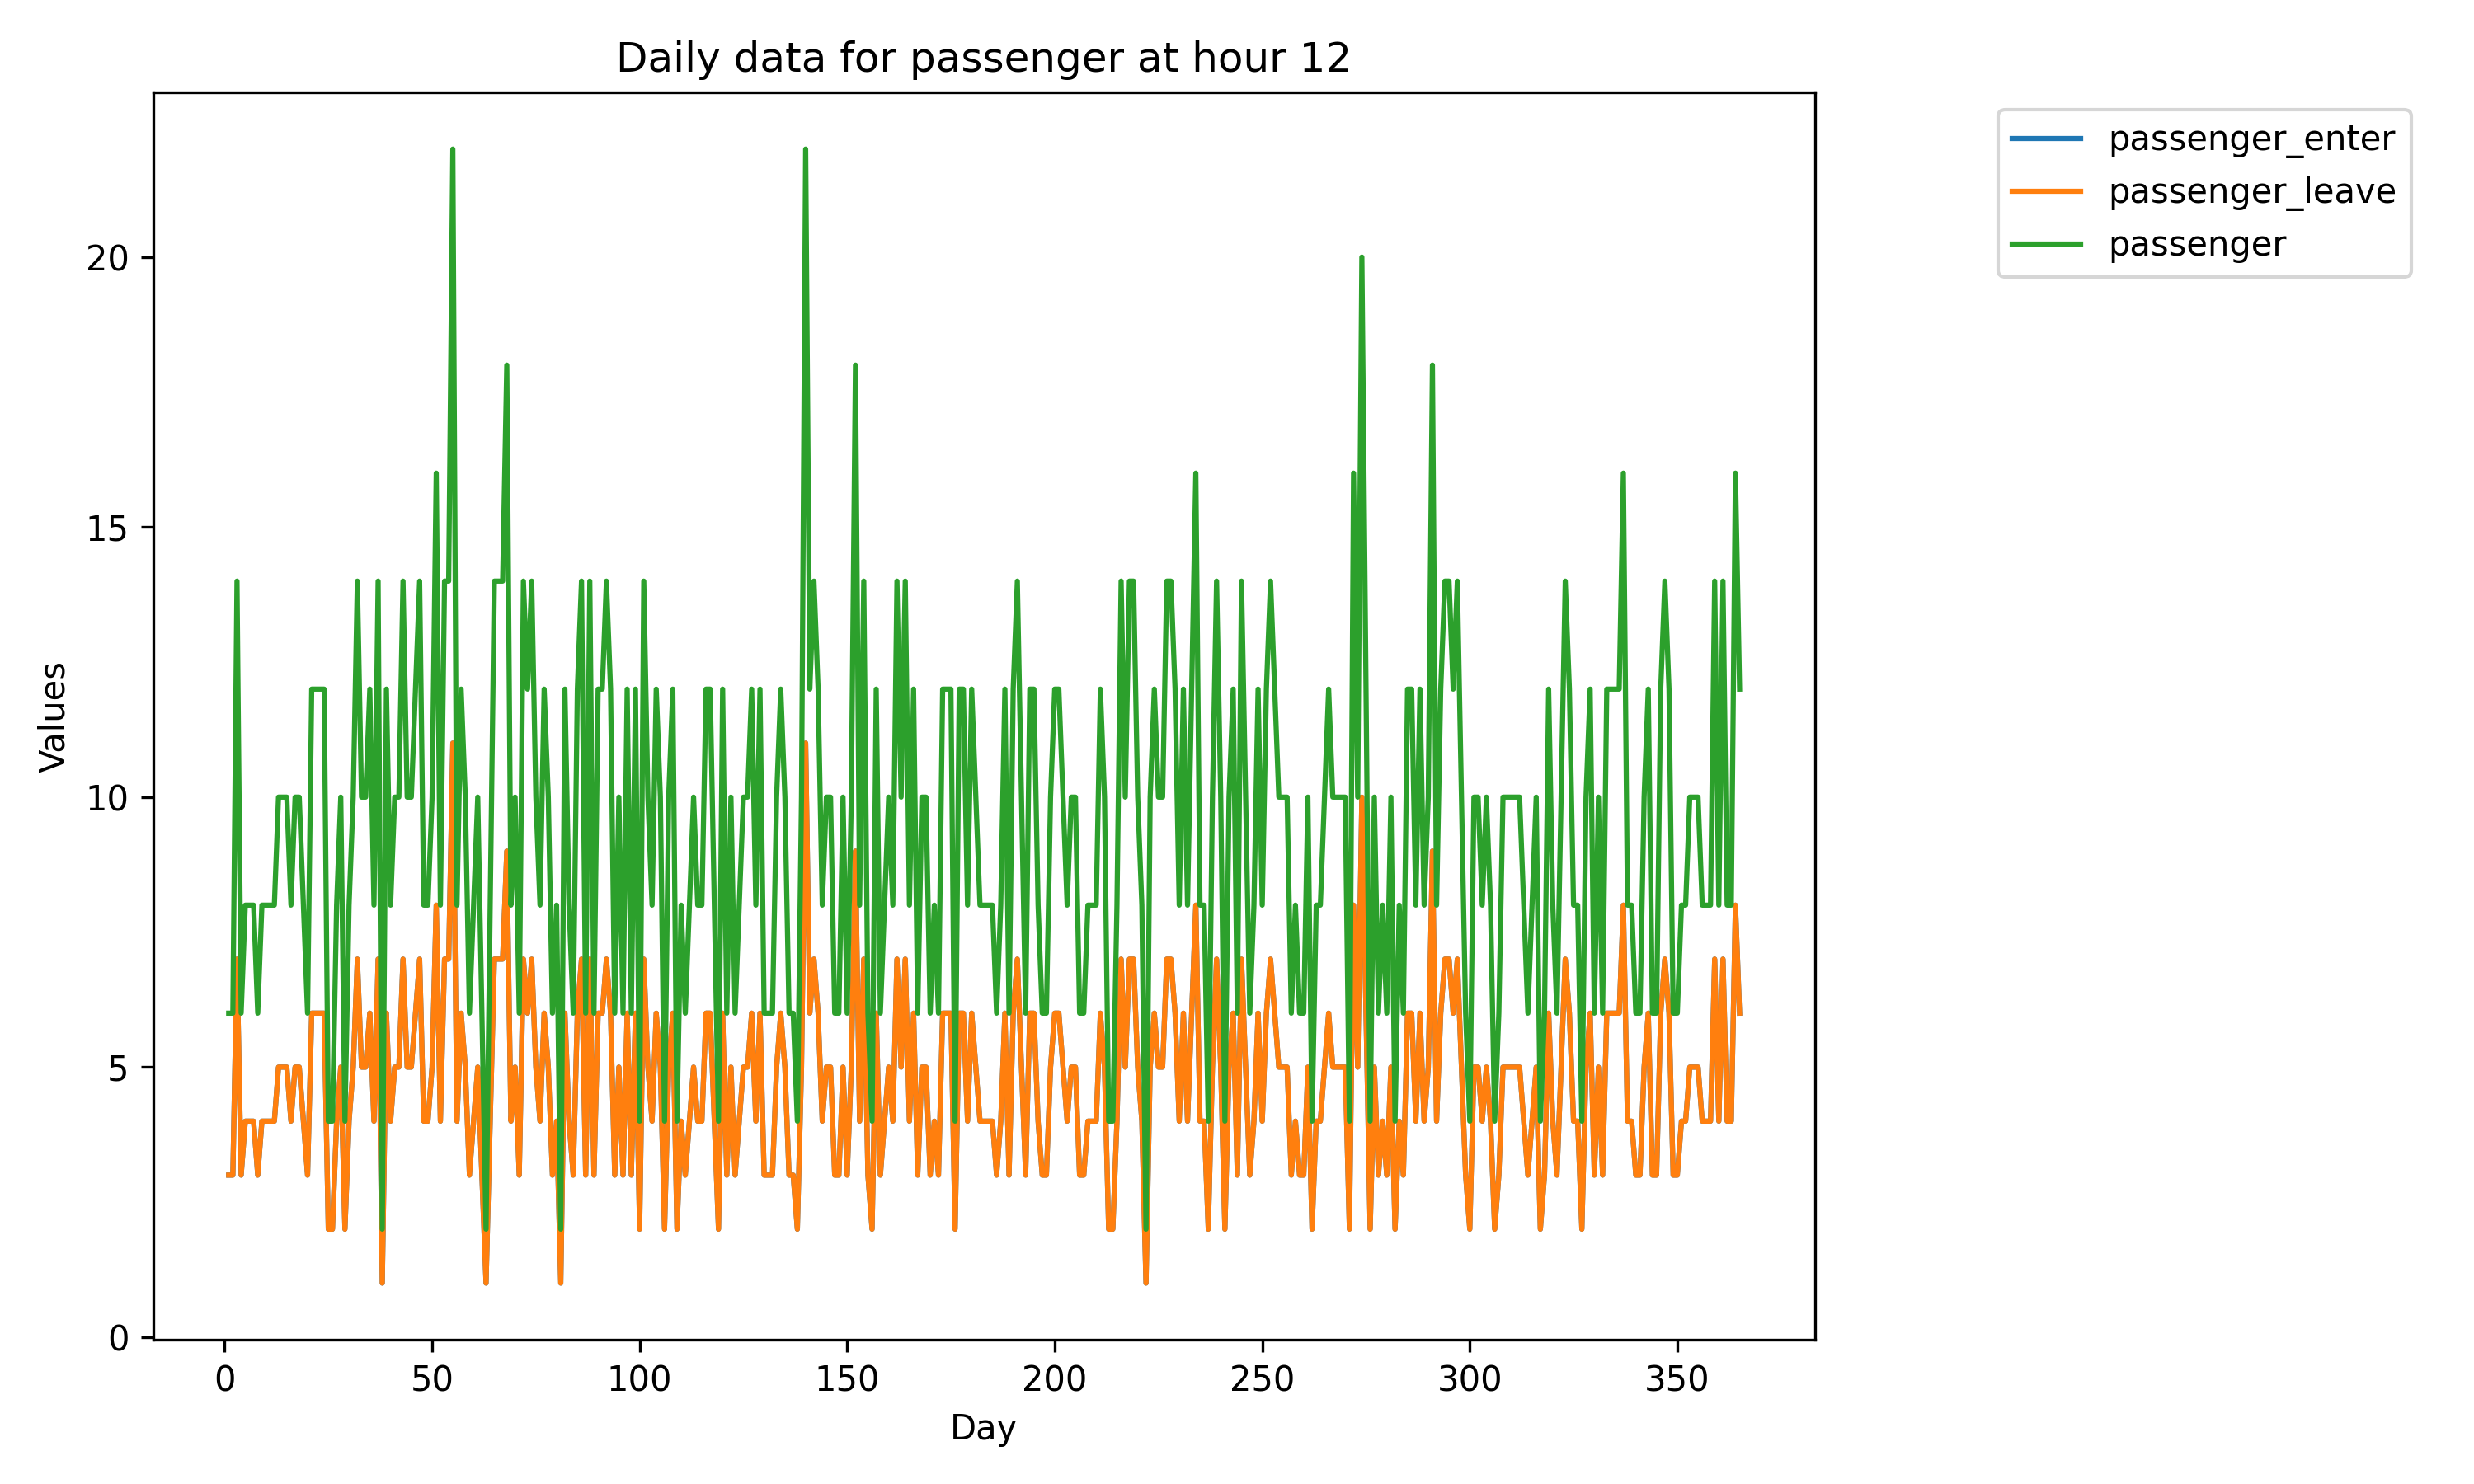 Daily data for passenger at hour 12
passenger_enter
passenger_leave
passenger
Values
20
15
10
5
0
0 50 100 150 200 250 300 350
Day